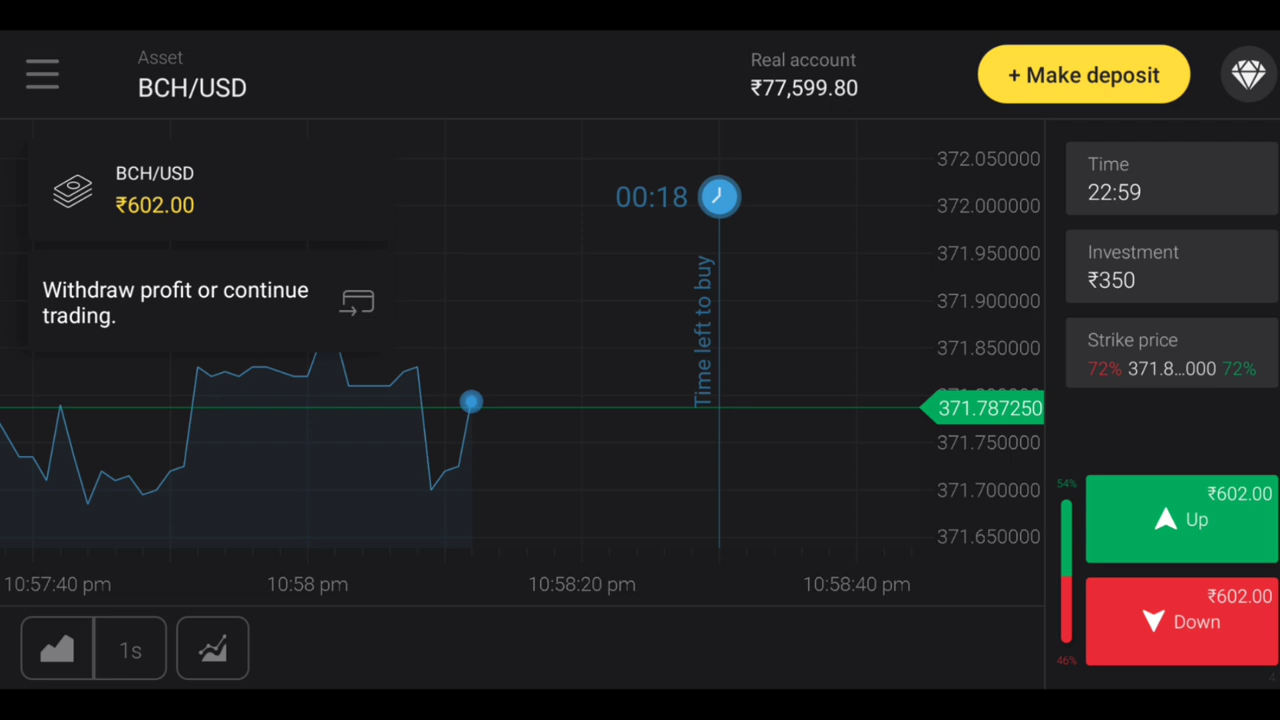 Asset
BCH/USD
Real account
₹77,599.80
+ Make deposit
BCH/USD
₹602.00
Withdraw profit or continue
trading.
00:18
Time left to buy
372.050000
372.000000
371.950000
371.900000
371.850000
371.787250
371.750000
371.700000
371.650000
10:57:40 pm
10:58 pm
10:58:20 pm
10:58:40 pm
1s
Time
22:59
Investment
₹350
Strike price
72% 371.8...000 72%
54%
₹602.00
Up
₹602.00
Down
46%